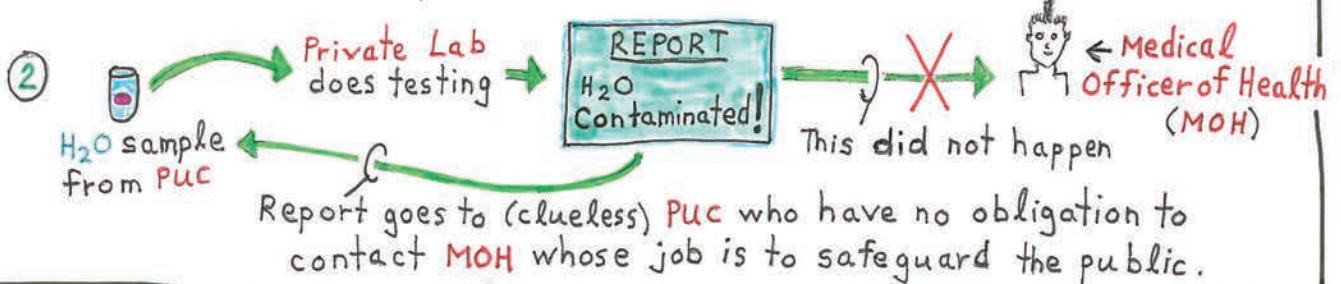 ②
H₂O sample
from PUC
Private Lab
does testing
REPORT
H₂O
Contaminated!
This did not happen
← Medical
Officer of Health
(MOH)
Report goes to (clueless) PUC who have no obligation to
contact MOH whose job is to safeguard the public.